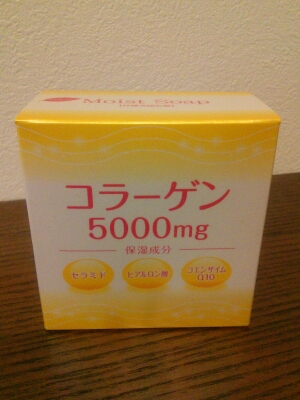 Moist Soap
コラーゲン
5000mg
保湿成分
セラミド
ヒアルロン酸
コエンザイム
Q10